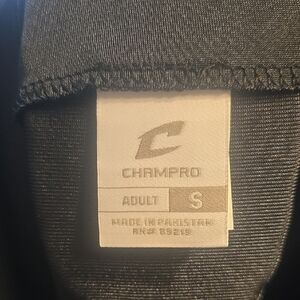 CHAMPRO
ADULT S
MADE IN PAKISTAN
RN# 89219